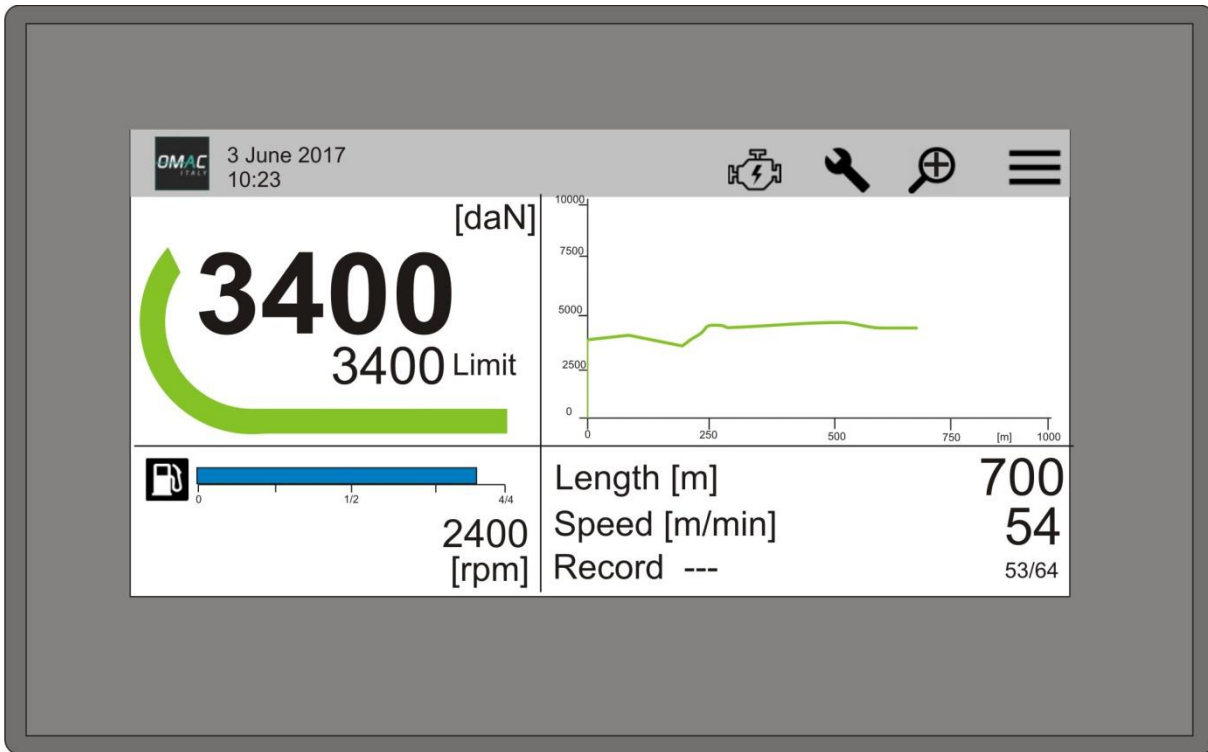 OMAC
ITALY
3 June 2017
10:23
[daN]
3400
3400 Limit
10000
7500
5000
2500
0
0 250 500 750 [m] 1000
0 1/2 4/4
2400
[rpm]
Length [m] 700
Speed [m/min] 54
Record --- 53/64